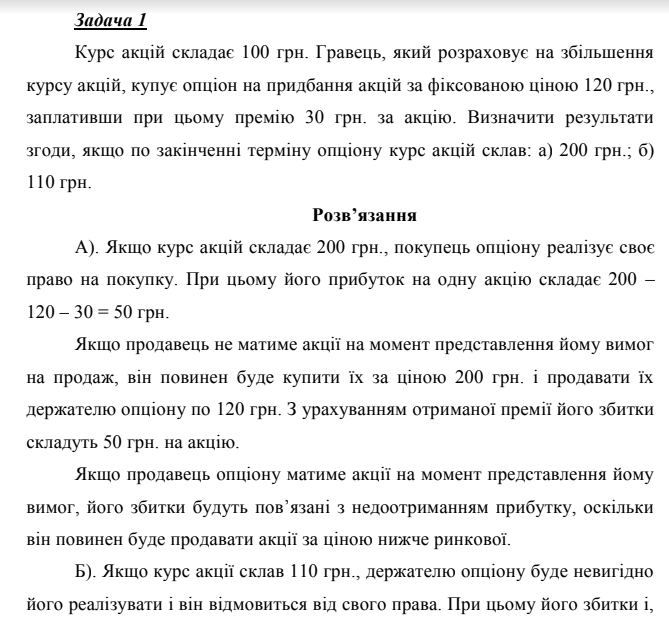 Задача 1
Курс акцій складає 100 грн. Гравець, який розраховує на збільшення
курсу акцій, купує опціон на придбання акцій за фіксованою ціною 120 грн.,
заплативши при цьому премію 30 грн. за акцію. Визначити результати
згоди, якщо по закінченні терміну опціону курс акцій склав: а) 200 грн.; б)
110 грн.
Розв’язання
А). Якщо курс акцій складає 200 грн., покупець опціону реалізує своє
право на покупку. При цьому його прибуток на одну акцію складає 200 –
120 – 30 = 50 грн.
Якщо продавець не матиме акції на момент представлення йому вимог
на продаж, він повинен буде купити їх за ціною 200 грн. і продавати їх
держателю опціону по 120 грн. З урахуванням отриманої премії його збитки
складуть 50 грн. на акцію.
Якщо продавець опціону матиме акції на момент представлення йому
вимог, його збитки будуть пов’язані з недоотриманням прибутку, оскільки
він повинен буде продавати акції за ціною нижче ринкової.
Б). Якщо курс акції склав 110 грн., держателю опціону буде невигідно
його реалізувати і він відмовиться від свого права. При цьому його збитки і,